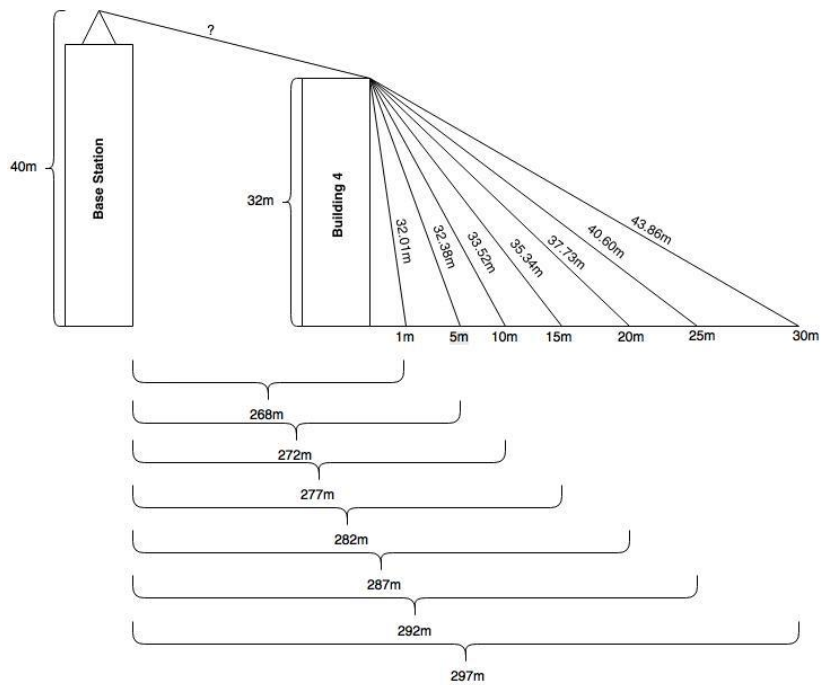 ?
40m
Base Station
32m
Building 4
32.01m
32.38m
33.52m
35.34m
37.73m
40.60m
43.86m
1m
5m
10m
15m
20m
25m
30m
268m
272m
277m
282m
287m
292m
297m